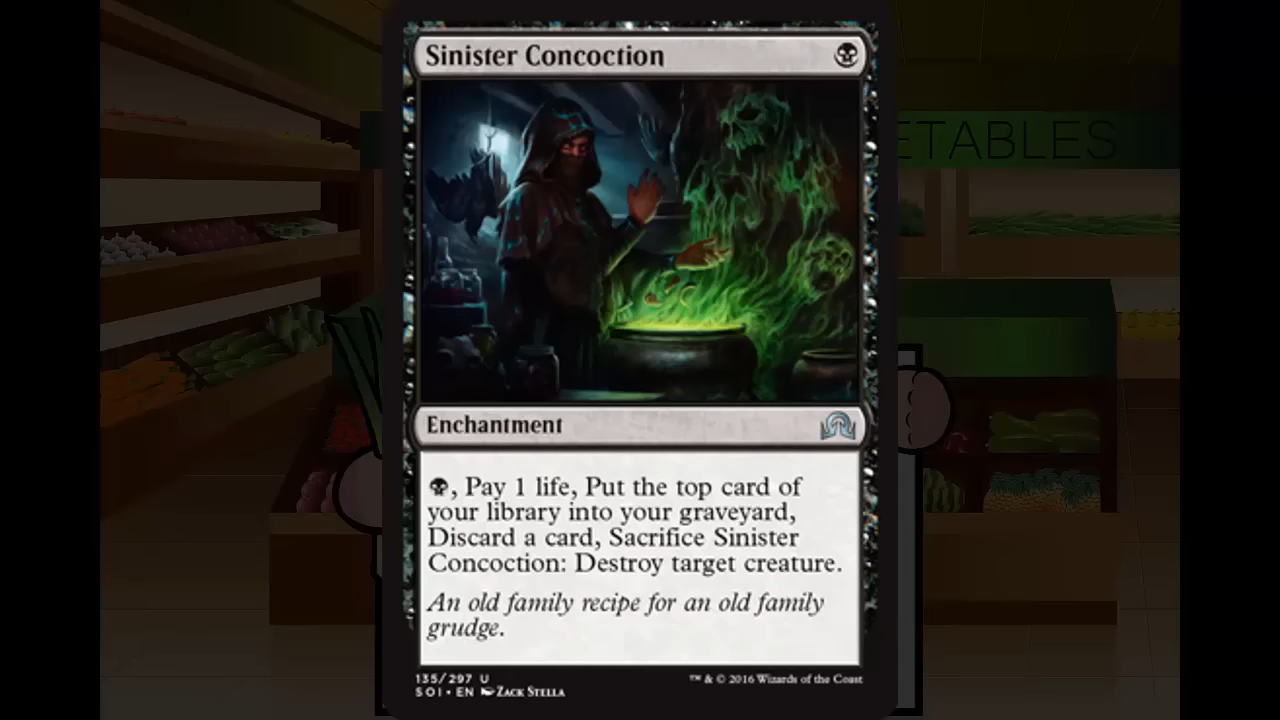 Sinister Concoction
ETABLES
Enchantment
, Pay 1 life, Put the top card of
your library into your graveyard,
Discard a card, Sacrifice Sinister
Concoction: Destroy target creature.
An old family recipe for an old family
grudge.
135/297 U
SOI • EN ZACK STELLA
™ & © 2016 Wizards of the Coast